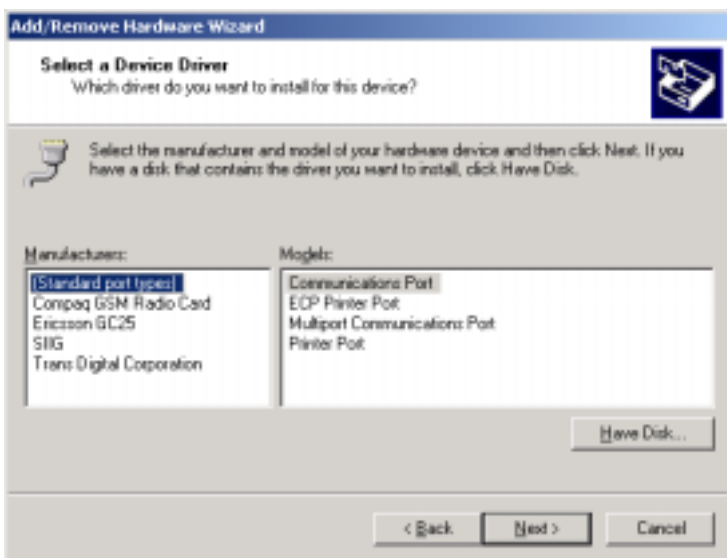 Add/Remove Hardware Wizard
Select a Device Driver
Which driver do you want to install for this device?
Select the manufacturer and model of your hardware device and then click Next. If you
have a disk that contains the driver you want to install, click Have Disk.
Manufacturers:
(Standard port types)
Compaq GSM Radio Card
Ericsson GC25
SIIG
Trans Digital Corporation
Models:
Communications Port
ECP Printer Port
Multiport Communications Port
Printer Port
Have Disk...
< Back
Next >
Cancel